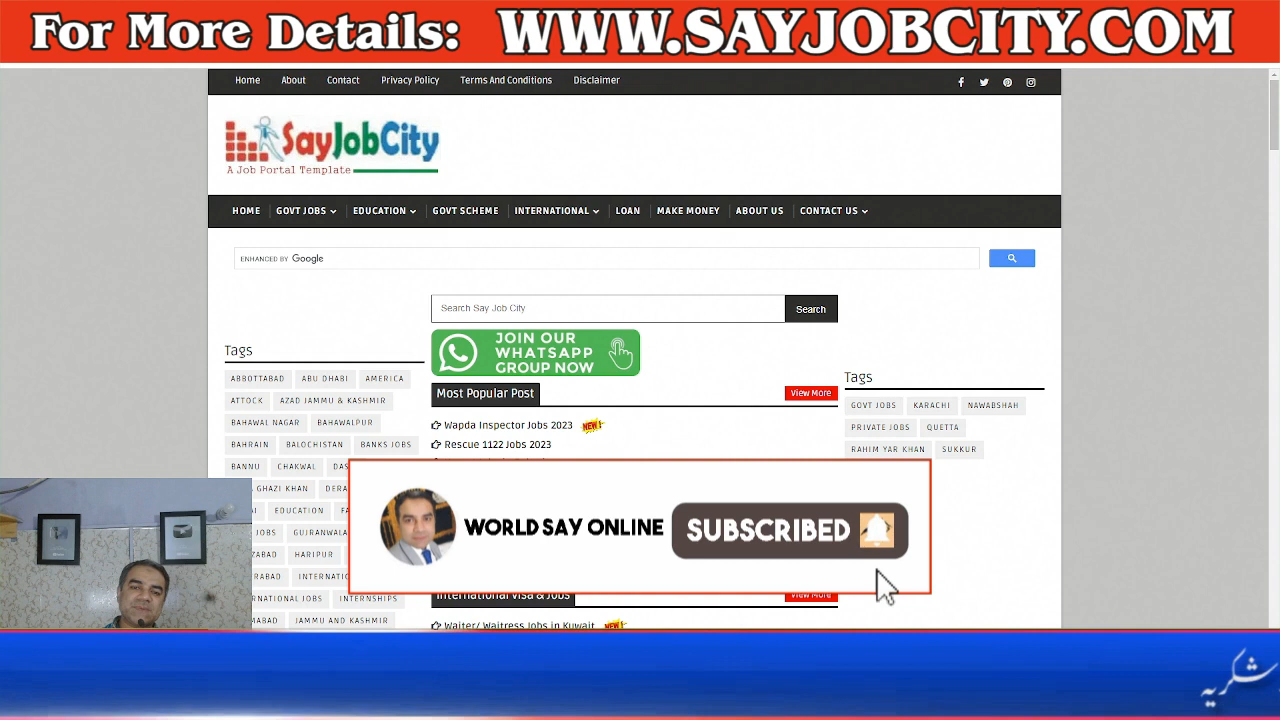 For More Details: WWW.SAYJOBCITY.COM
Home About Contact Privacy Policy Terms And Conditions Disclaimer
SayJobCity
A Job Portal Template
HOME GOVT JOBS EDUCATION GOVT SCHEME INTERNATIONAL LOAN MAKE MONEY ABOUT US CONTACT US
ENHANCED BY Google
Search Say Job City Search
JOIN OUR
WHATSAPP
GROUP NOW
Tags
ABBOTTABAD ABU DHABI AMERICA
ATTOCK AZAD JAMMU & KASHMIR
BAHAWAL NAGAR BAHAWALPUR
BAHRAIN BALOCHISTAN BANKS JOBS
BANNU CHAKWAL
GHAZI KHAN
EDUCATION
JOBS
HARIPUR
JOBS INTERNSHIPS
JAMMU AND KASHMIR
Most Popular Post View More
Wapda Inspector Jobs 2023 NEW!
Rescue 1122 Jobs 2023
Tags
GOVT JOBS KARACHI NAWABSHAH
PRIVATE JOBS QUETTA
RAHIM YAR KHAN SUKKUR
WORLD SAY ONLINE SUBSCRIBED
International Visa & Jobs View More
Waiter/ Waitress Jobs in Kuwait NEW!
شکریہ